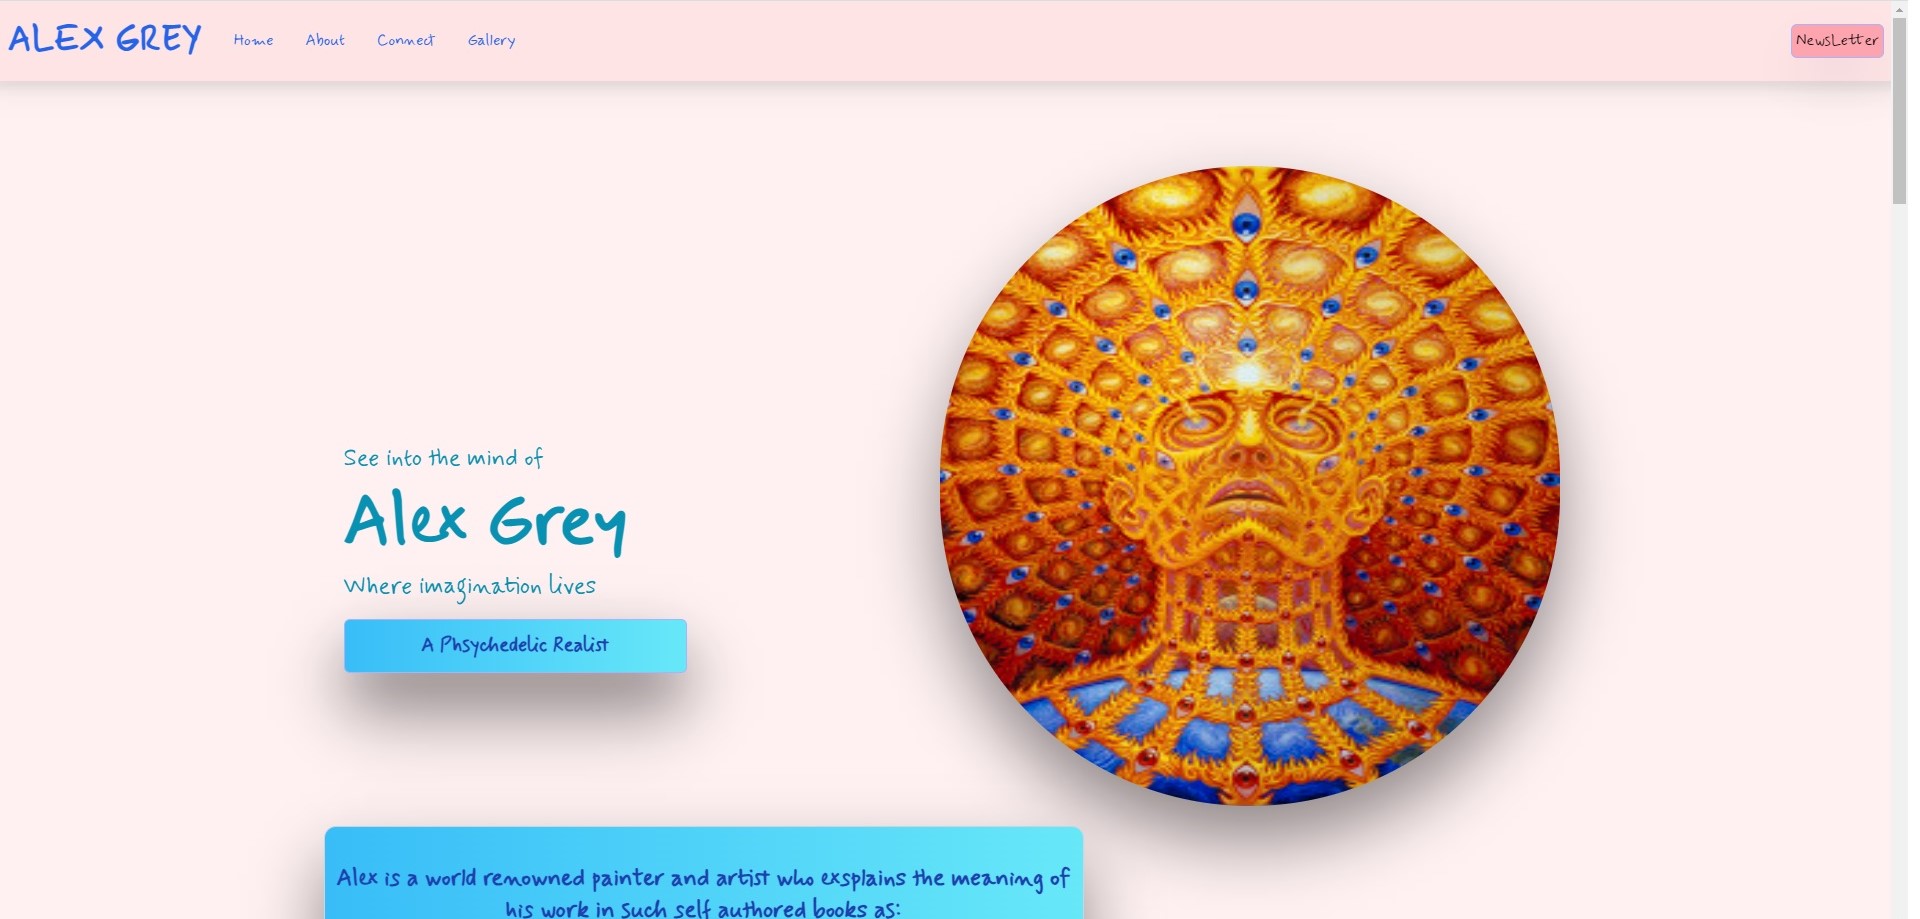 ALEX GREY
Home
About
Connect
Gallery
NewsLetter
See into the mind of
Alex Grey
Where imagination lives
A Phsychedelic Realist
Alex is a world renowned painter and artist who exsplains the meaning of
his work in such self authored books as: